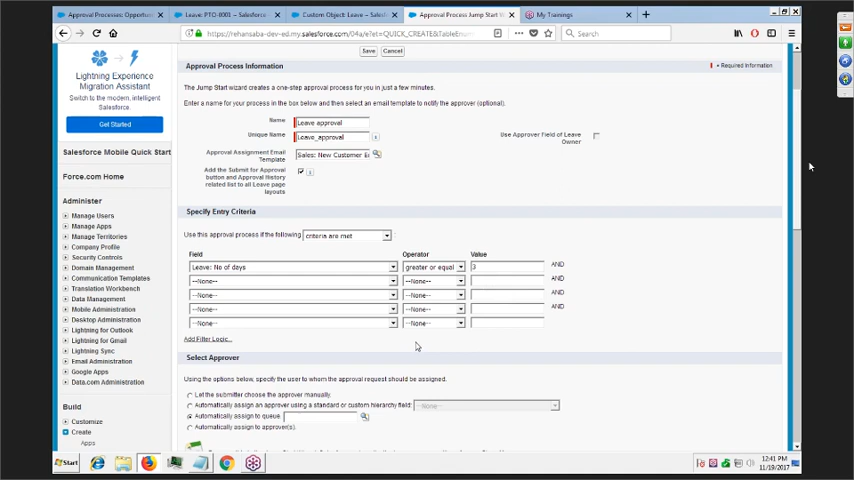 Approval Processes: Opportun
Leave: PTO-0001 ~ Salesforce
Custom Object: Leave ~ Salesfo
Approval Process Jump Start Wi
My Trainings
https://rehansaba-dev-ed.my.salesforce.com/04a/e?et=QUICK_CREATE&TableEnum
Search
Lightning Experience
Migration Assistant
Switch to the modern, intelligent
Salesforce.
Get Started
Salesforce Mobile Quick Start
Force.com Home
Administer
Manage Users
Manage Apps
Manage Territories
Company Profile
Security Controls
Domain Management
Communication Templates
Translation Workbench
Data Management
Mobile Administration
Desktop Administration
Lightning for Outlook
Lightning for Gmail
Lightning Sync
Email Administration
Google Apps
Data.com Administration
Build
Customize
Create
Apps
Save Cancel
Approval Process Information
= Required Information
The Jump Start wizard creates a one-step approval process for you in just a few minutes.
Enter a name for your process in the box below and then select an email template to notify the approver (optional).
Name Leave approval
Unique Name Leave_approval
Use Approver Field of Leave
Owner
Approval Assignment Email
Template
Sales: New Customer E
Add the Submit for Approval
button and Approval History
related list to all Leave page
layouts
Specify Entry Criteria
Use this approval process if the following criteria are met :
Field Operator Value
Leave: No of days greater or equal 3 AND
--None-- --None-- AND
--None-- --None-- AND
--None-- --None-- AND
--None-- --None--
Add Filter Logic...
Select Approver
Using the options below, specify the user to whom the approval request should be assigned.
Let the submitter choose the approver manually.
Automatically assign an approver using a standard or custom hierarchy field: --None--
Automatically assign to queue
Automatically assign to approver(s).
Start
12:41 PM
11/19/2017